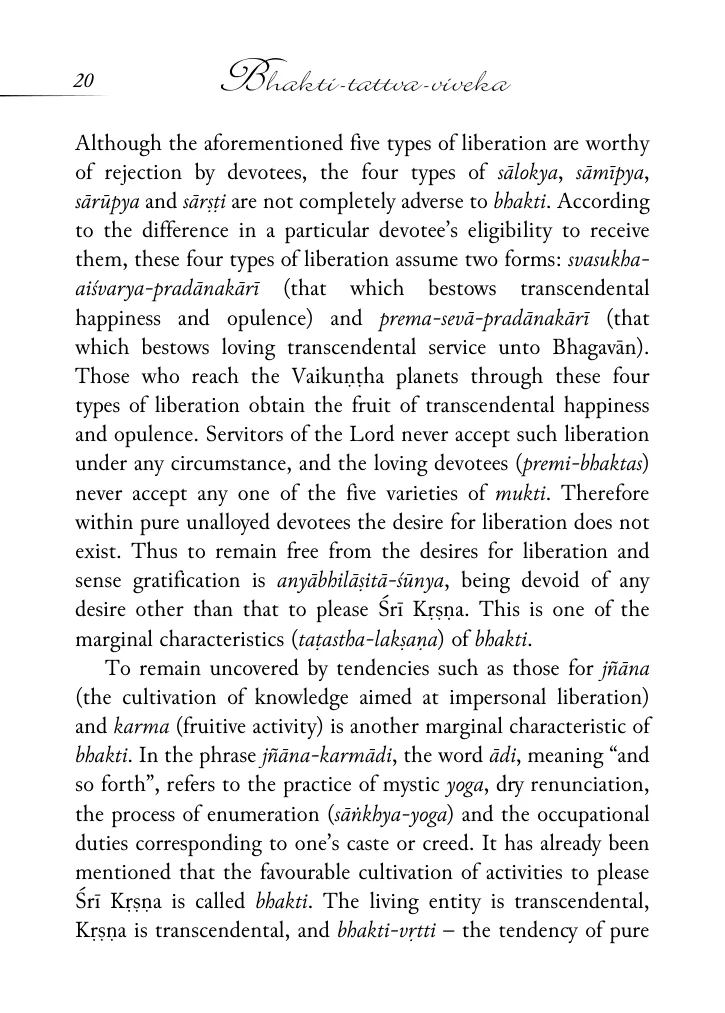 20
Bhakti-tattva-viveka
Although the aforementioned five types of liberation are worthy
of rejection by devotees, the four types of sālokya, sāmīpya,
sārūpya and sārṣṭi are not completely adverse to bhakti. According
to the difference in a particular devotee’s eligibility to receive
them, these four types of liberation assume two forms: svasukha-
aiśvarya-pradānakārī (that which bestows transcendental
happiness and opulence) and prema-sevā-pradānakārī (that
which bestows loving transcendental service unto Bhagavān).
Those who reach the Vaikuṇṭha planets through these four
types of liberation obtain the fruit of transcendental happiness
and opulence. Servitors of the Lord never accept such liberation
under any circumstance, and the loving devotees (premi-bhaktas)
never accept any one of the five varieties of mukti. Therefore
within pure unalloyed devotees the desire for liberation does not
exist. Thus to remain free from the desires for liberation and
sense gratification is anyābhilāṣitā-śūnya, being devoid of any
desire other than that to please Śrī Kṛṣṇa. This is one of the
marginal characteristics (taṭastha-lakṣaṇa) of bhakti.
To remain uncovered by tendencies such as those for jñāna
(the cultivation of knowledge aimed at impersonal liberation)
and karma (fruitive activity) is another marginal characteristic of
bhakti. In the phrase jñāna-karmādi, the word ādi, meaning “and
so forth”, refers to the practice of mystic yoga, dry renunciation,
the process of enumeration (sāṅkhya-yoga) and the occupational
duties corresponding to one’s caste or creed. It has already been
mentioned that the favourable cultivation of activities to please
Śrī Kṛṣṇa is called bhakti. The living entity is transcendental,
Kṛṣṇa is transcendental, and bhakti-vṛtti – the tendency of pure